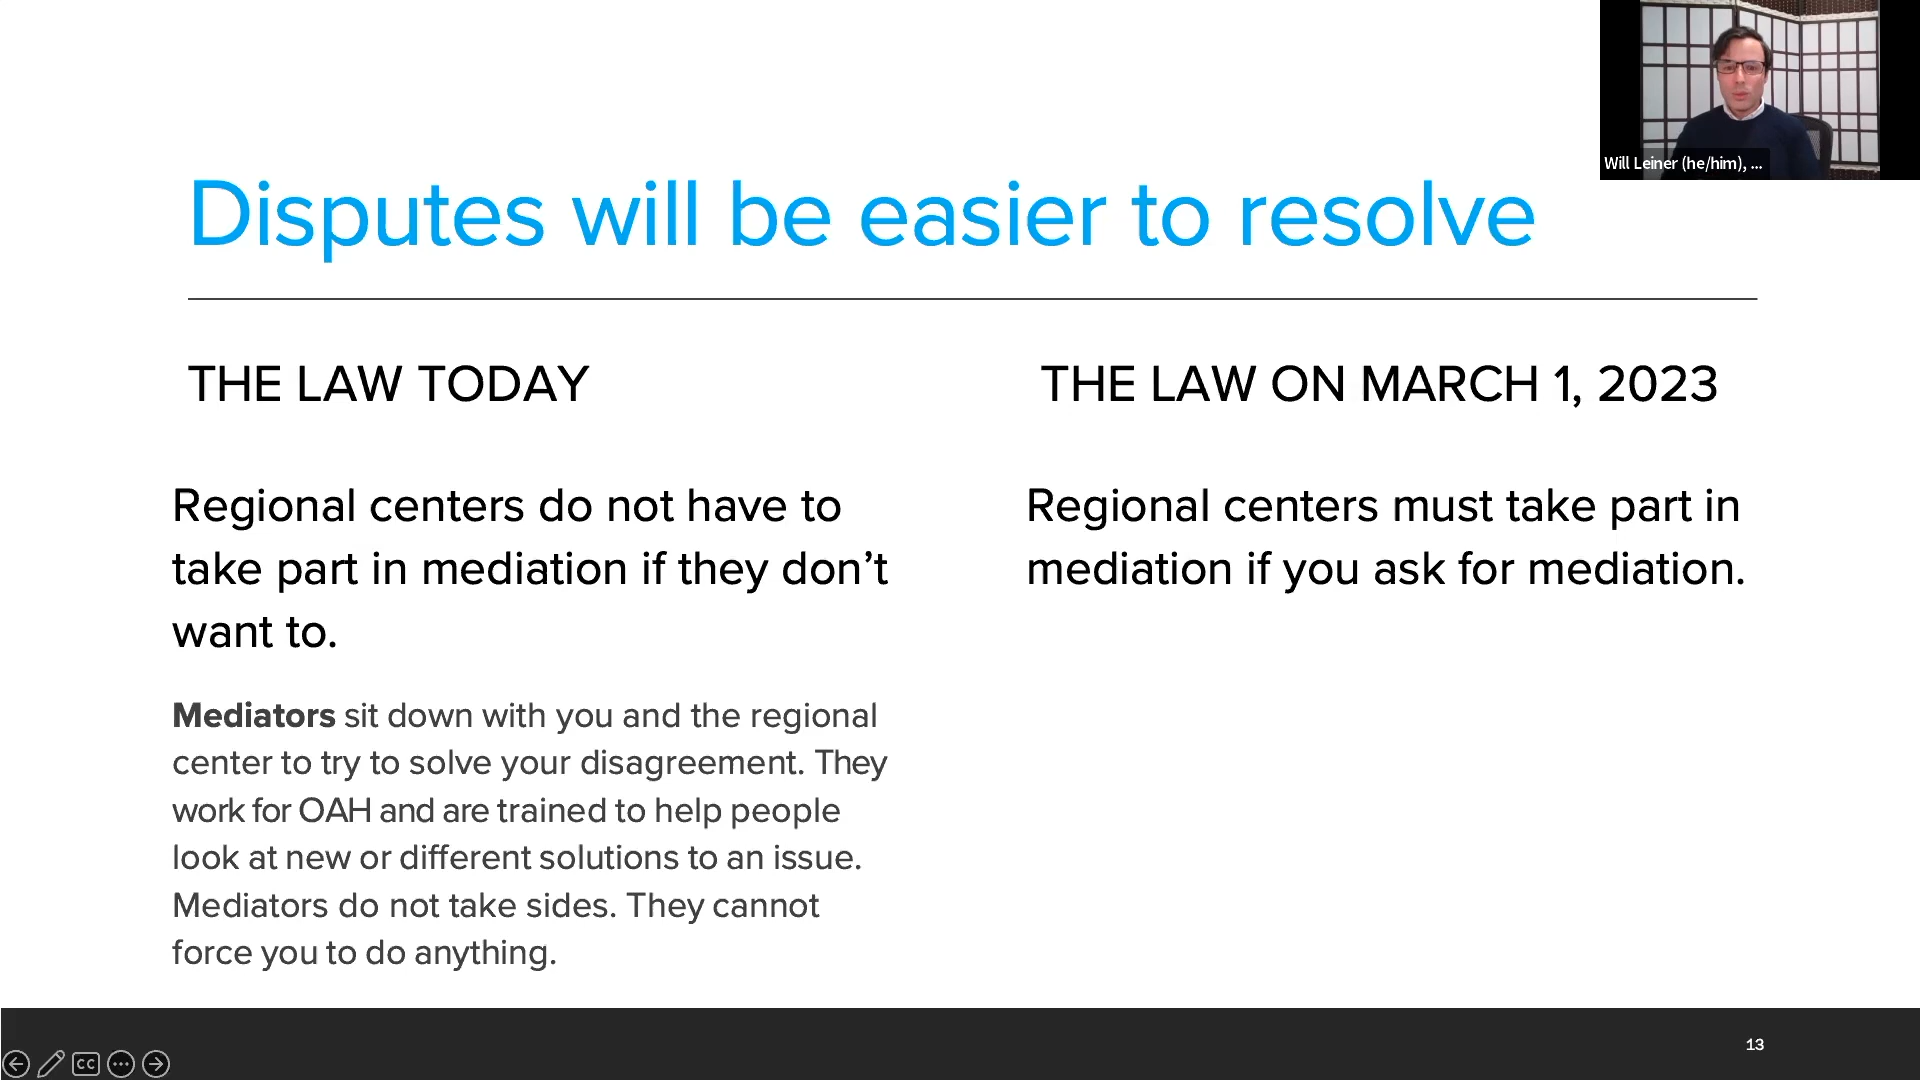 Will Leiner (he/him), ...
Disputes will be easier to resolve
THE LAW TODAY
Regional centers do not have to
take part in mediation if they don’t
want to.
Mediators sit down with you and the regional
center to try to solve your disagreement. They
work for OAH and are trained to help people
look at new or different solutions to an issue.
Mediators do not take sides. They cannot
force you to do anything.
THE LAW ON MARCH 1, 2023
Regional centers must take part in
mediation if you ask for mediation.
CC
13